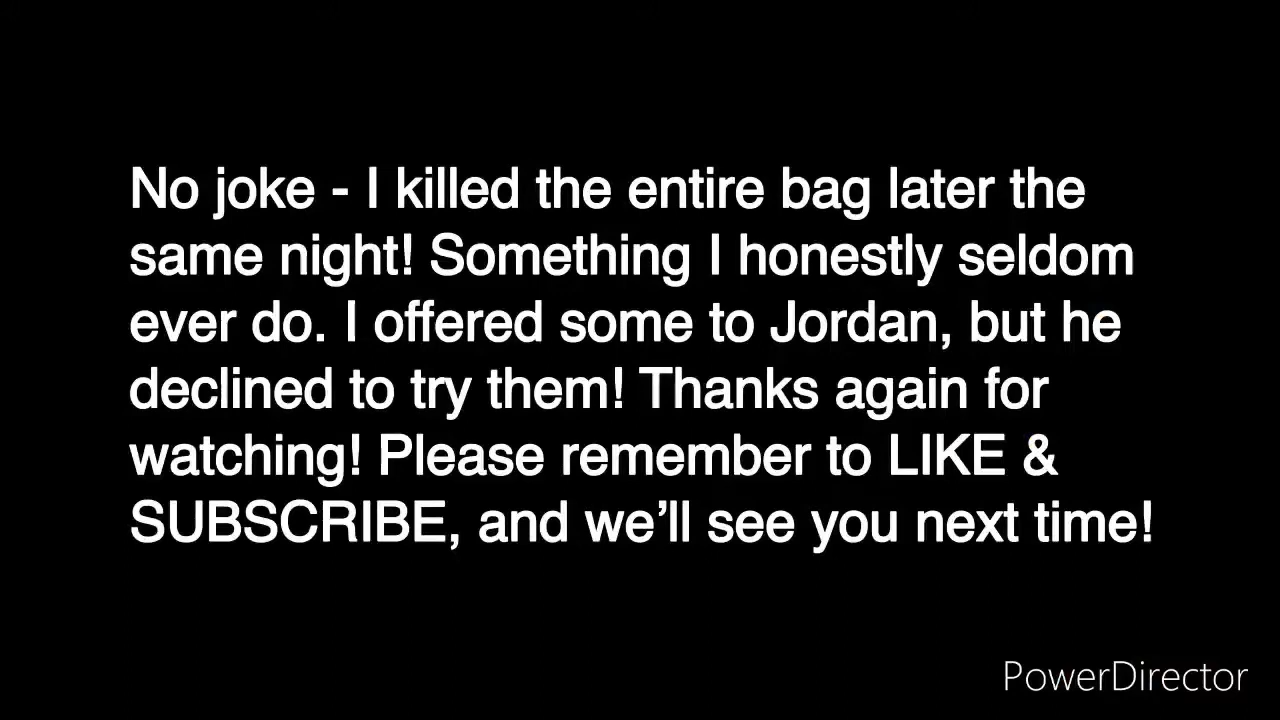 No joke - I killed the entire bag later the
same night! Something I honestly seldom
ever do. I offered some to Jordan, but he
declined to try them! Thanks again for
watching! Please remember to LIKE &
SUBSCRIBE, and we’ll see you next time!
PowerDirector